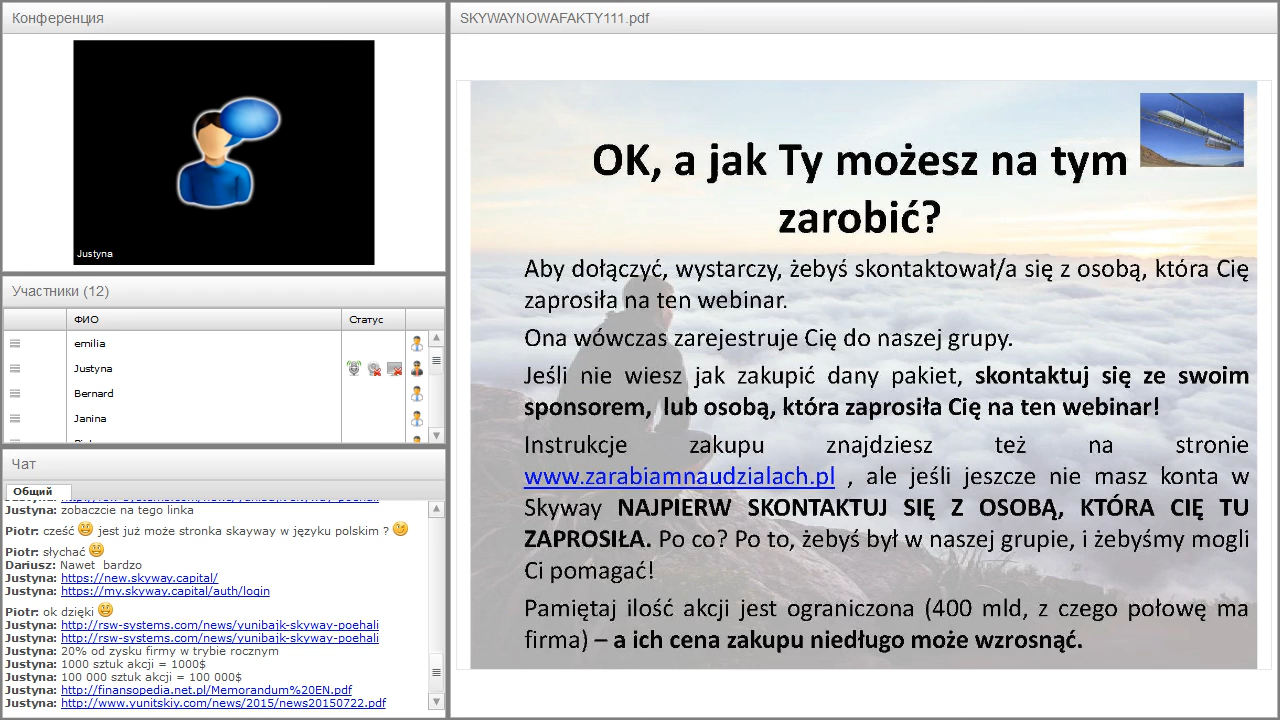 Конференция
Justyna
Участники (12)
ФИО
Статус
emilia
Justyna
Bernard
Janina
Чат
Общий
Justyna: zobaczcie na tego linka
Piotr: cześć jest już może stronka skayway w języku polskim ?
Piotr: słychać
Dariusz: Nawet bardzo
Justyna: https://new.skyway.capital/
Justyna: https://my.skyway.capital/auth/login
Piotr: ok dzięki
Justyna: http://rsw-systems.com/news/yunibajk-skyway-poehali
Justyna: http://rsw-systems.com/news/yunibajk-skyway-poehali
Justyna: 20% od zysku firmy w trybie rocznym
Justyna: 1000 sztuk akcji = 1000$
Justyna: 100 000 sztuk akcji = 100 000$
Justyna: http://finansopedia.net.pl/Memorandum%20EN.pdf
Justyna: http://www.yunitskiy.com/news/2015/news20150722.pdf
SKYWAYNOWAFAKTY111.pdf
OK, a jak Ty możesz na tym
zarobić?
Aby dołączyć, wystarczy, żebyś skontaktował/a się z osobą, która Cię
zaprosiła na ten webinar.
Ona wówczas zarejestruje Cię do naszej grupy.
Jeśli nie wiesz jak zakupić dany pakiet, skontaktuj się ze swoim
sponsorem, lub osobą, która zaprosiła Cię na ten webinar!
Instrukcje zakupu znajdziesz też na stronie
www.zarabiamnaudzialach.pl , ale jeśli jeszcze nie masz konta w
Skyway NAJPIERW SKONTAKTUJ SIĘ Z OSOBĄ, KTÓRA CIĘ TU
ZAPROSIŁA. Po co? Po to, żebyś był w naszej grupie, i żebyśmy mogli
Ci pomagać!
Pamiętaj ilość akcji jest ograniczona (400 mld, z czego połowę ma
firma) – a ich cena zakupu niedługo może wzrosnąć.